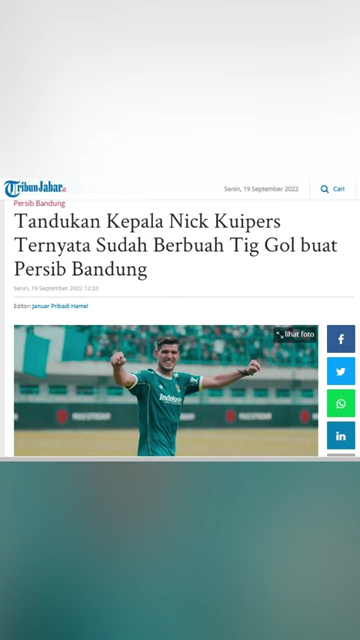 TribunJabar.id
Senin, 19 September 2022
Cari
Persib Bandung
Tandukan Kepala Nick Kuipers
Ternyata Sudah Berbuah Tig Gol buat
Persib Bandung
Senin, 19 September 2022 12:33
Editor: Januar Pribadi Hamel
lihat foto
Indofood